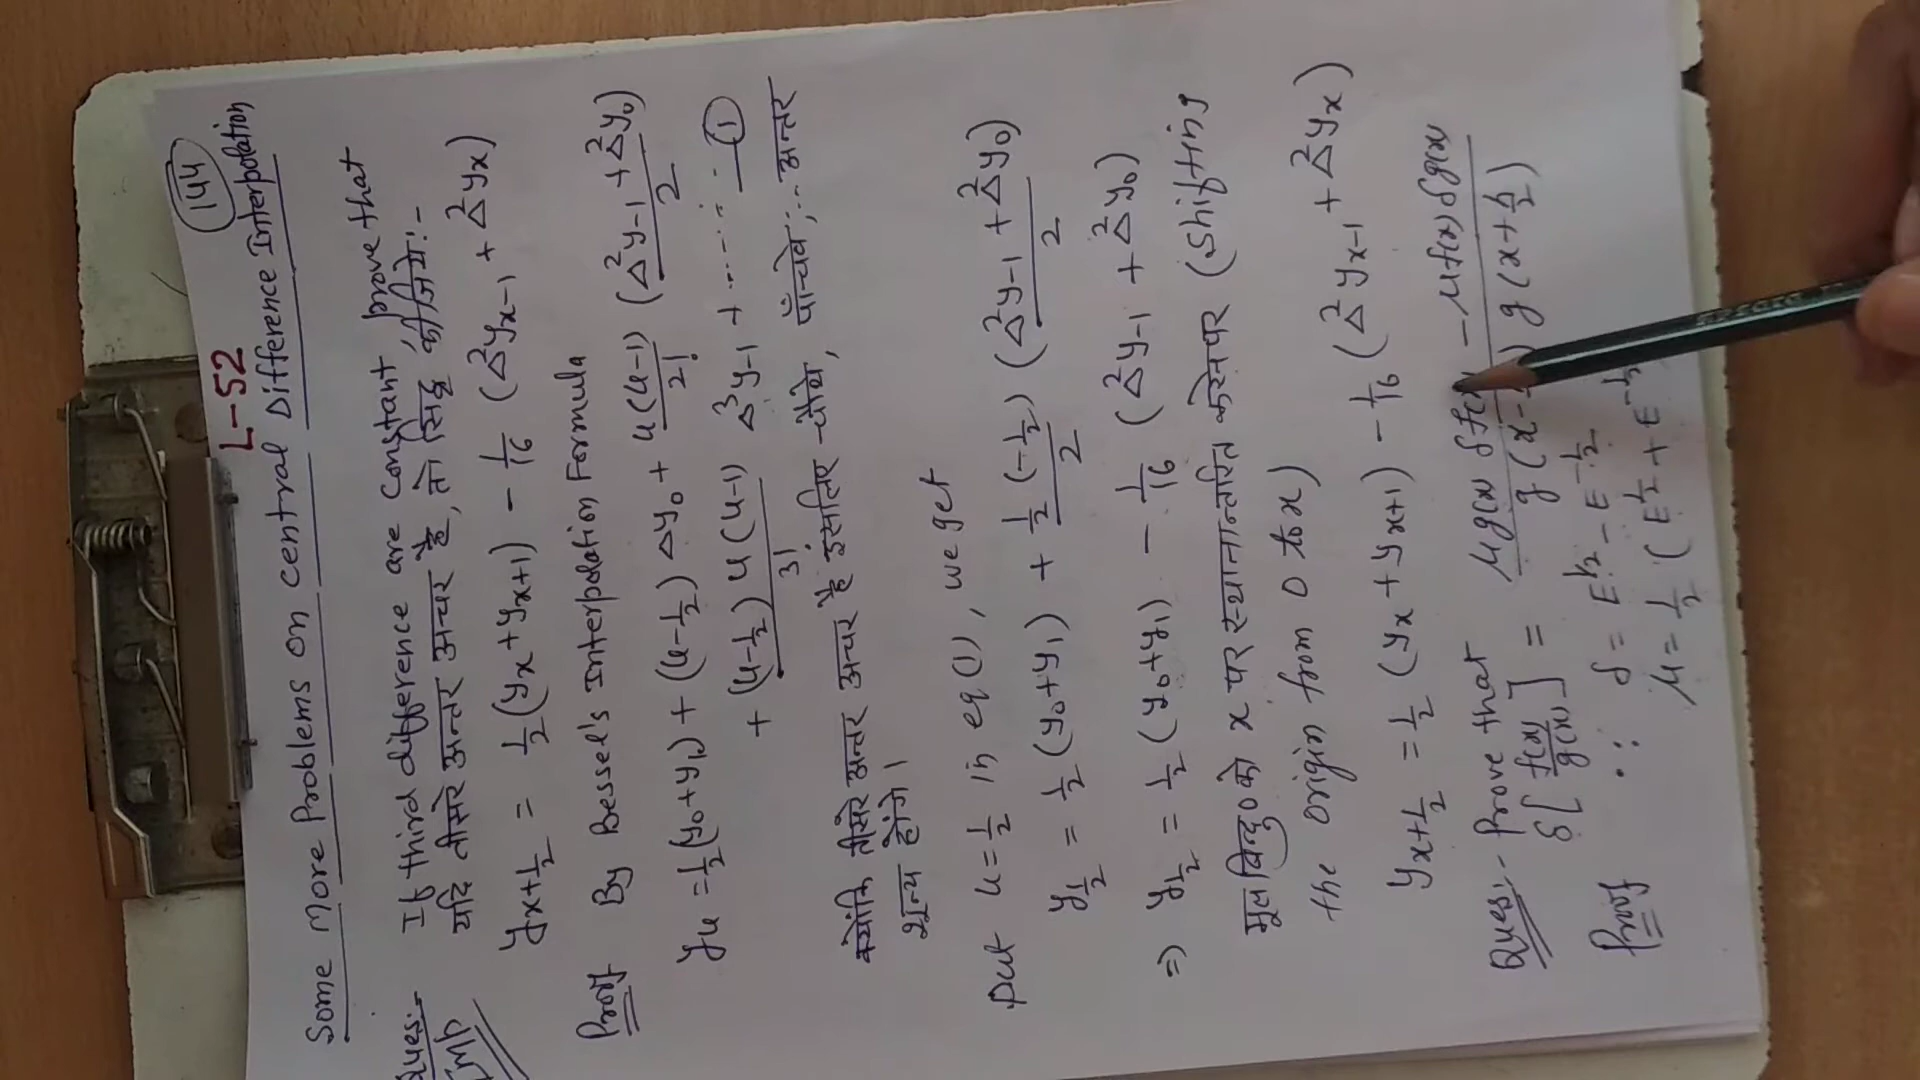 144
L-52
Some More Problems on Central Difference Interpolation
Ques:- If third difference are Constant, prove that
Imp यदि तीसरे अन्तर अचर है, तो सिद्ध कीजिये:-
y_{x+1/2} = 1/2 (y_x + y_{x+1}) - 1/16 (Δ²y_{x-1} + Δ²y_x)
Proof By Bessel's Interpolation Formula
y_u = 1/2 (y_0 + y_1) + (u - 1/2) Δy_0 + u(u-1)/2! (Δ²y_{-1} + Δ²y_0)/2
+ (u - 1/2) u(u-1)/3! Δ³y_{-1} + ...... — ①
क्योंकि तीसरे अन्तर अचर है इसलिए चौथे, पाँचवे, ... अन्तर
शून्य होंगे।
Put u = 1/2 in eq (1), we get
y_{1/2} = 1/2 (y_0 + y_1) + 1/2 (-1/2)/2 (Δ²y_{-1} + Δ²y_0)/2
⇒ y_{1/2} = 1/2 (y_0 + y_1) - 1/16 (Δ²y_{-1} + Δ²y_0)
मूल बिन्दु 0 को x पर स्थानान्तरित करने पर (Shifting
the origin from 0 to x)
y_{x+1/2} = 1/2 (y_x + y_{x+1}) - 1/16 (Δ²y_{x-1} + Δ²y_x)
Ques:- Prove that
δ[f(x)/g(x)] = μg(x) δf(x) - μf(x) δg(x) / g(x - ) g(x + h/2)
Proof ∵ δ = E^{1/2} - E^{-1/2}
μ = 1/2 (E^{1/2} + E^{-1/2}